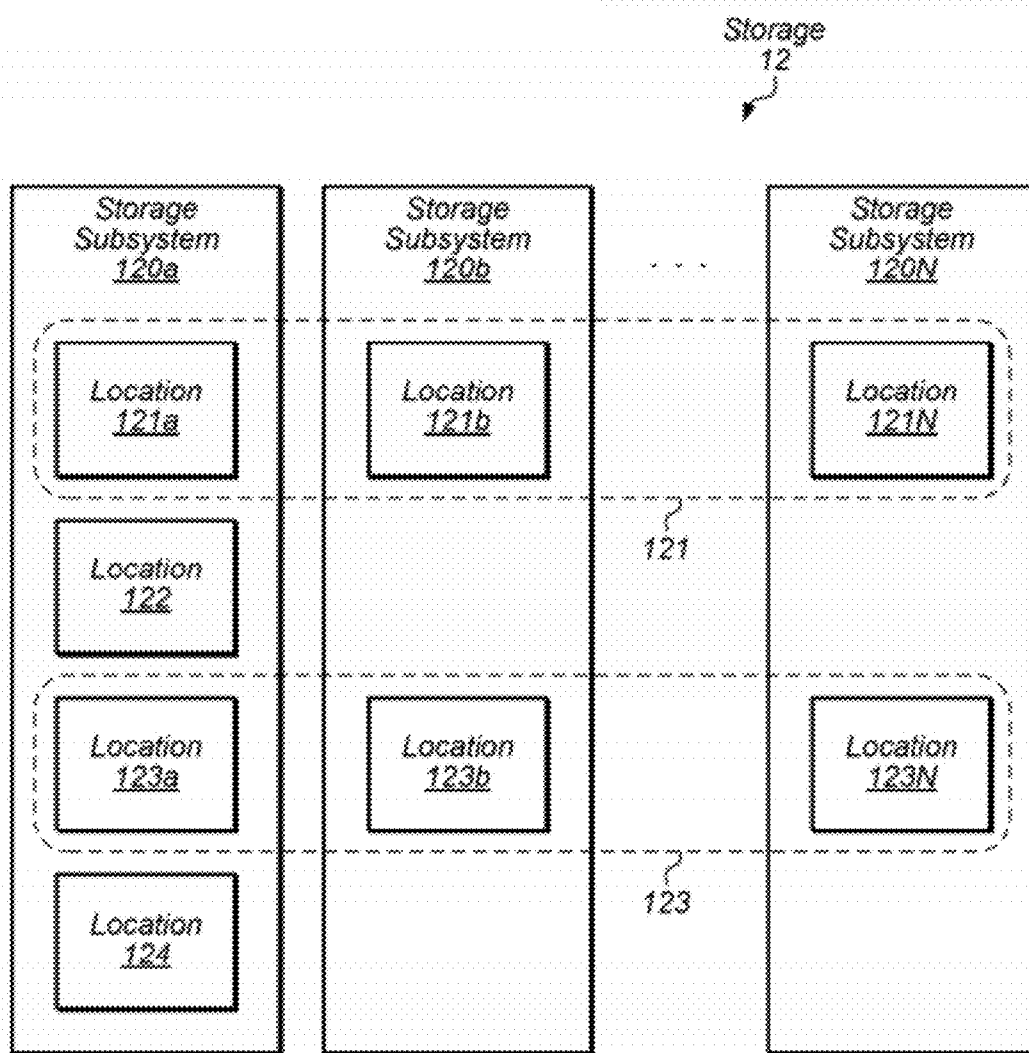 Storage
12
Storage
Subsystem
120a
Storage
Subsystem
120b
. . .
Storage
Subsystem
120N
Location
121a
Location
121b
Location
121N
121
Location
122
Location
123a
Location
123b
Location
123N
123
Location
124